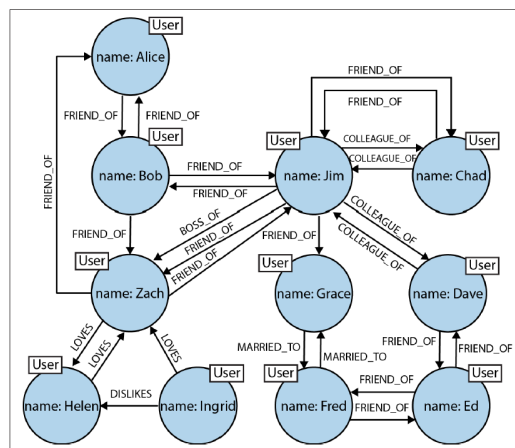 User
name: Alice
FRIEND_OF
FRIEND_OF
FRIEND_OF
FRIEND_OF
FRIEND_OF
User
name: Bob
User
name: Jim
COLLEAGUE_OF
COLLEAGUE_OF
User
name: Chad
FRIEND_OF
FRIEND_OF
FRIEND_OF
BOSS_OF
FRIEND_OF
FRIEND_OF
FRIEND_OF
COLLEAGUE_OF
COLLEAGUE_OF
User
name: Zach
User
name: Grace
User
name: Dave
LOVES
LOVES
LOVES
MARRIED_TO
MARRIED_TO
FRIEND_OF
FRIEND_OF
User
name: Helen
DISLIKES
User
name: Ingrid
User
name: Fred
FRIEND_OF
FRIEND_OF
User
name: Ed